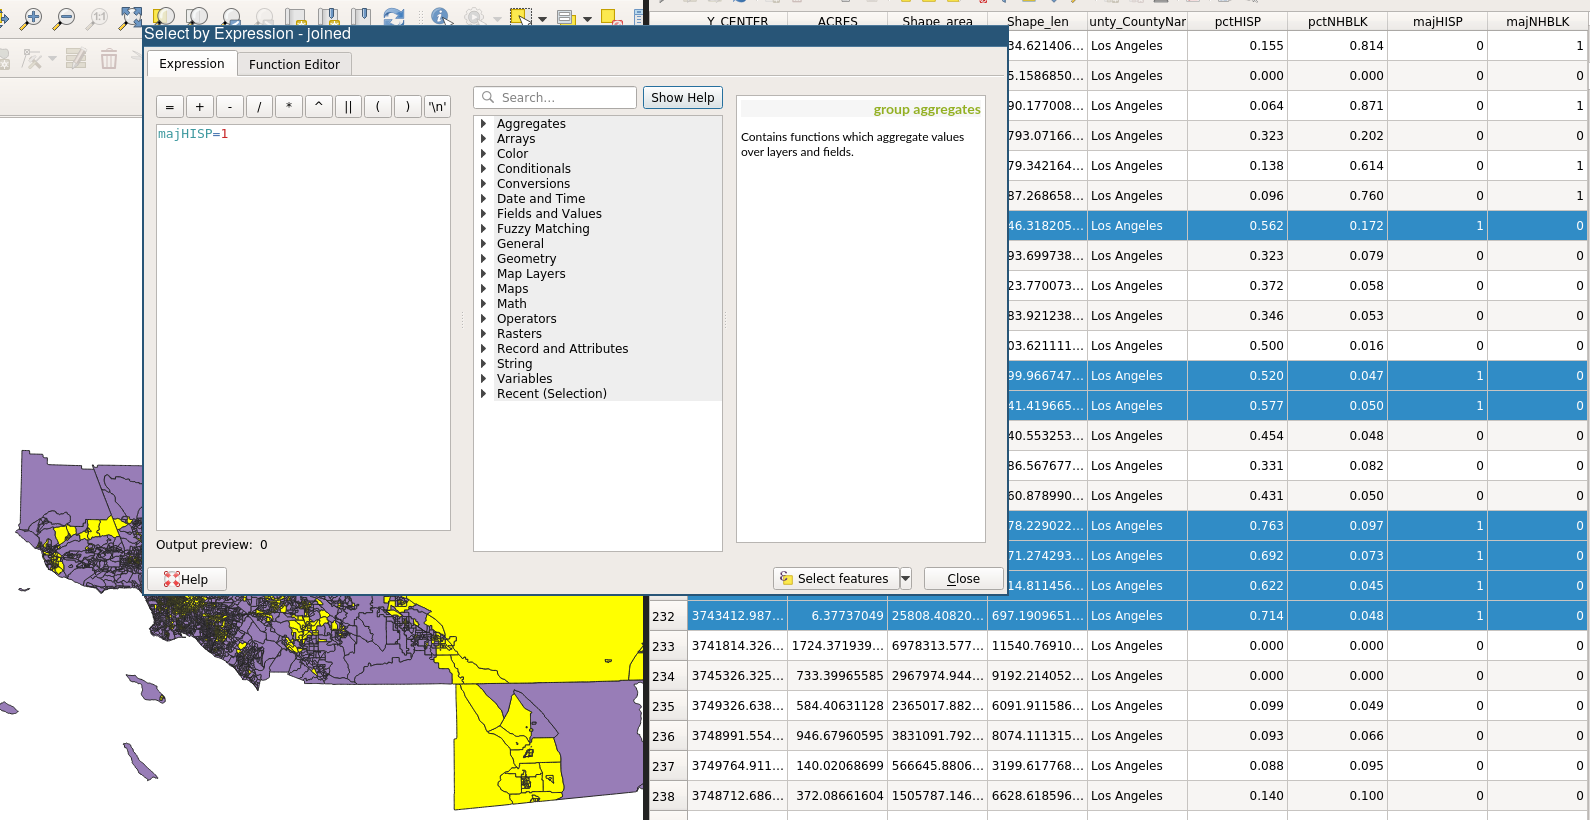 Select by Expression - joined
Expression
Function Editor
= + - / * ^ || ( ) '\n'
majHISP=1
Output preview: 0
Help
Search...
Show Help
Aggregates
Arrays
Color
Conditionals
Conversions
Date and Time
Fields and Values
Fuzzy Matching
General
Geometry
Map Layers
Maps
Math
Operators
Rasters
Record and Attributes
String
Variables
Recent (Selection)
group aggregates
Contains functions which aggregate values
over layers and fields.
Select features
Close
Y_CENTER ACRES Shape_area Shape_len unty_CountyNar pctHISP pctNHBLK majHISP majNHBLK
34.621406... Los Angeles 0.155 0.814 0 1
5.1586850... Los Angeles 0.000 0.000 0 0
90.177008... Los Angeles 0.064 0.871 0 1
793.07166... Los Angeles 0.323 0.202 0 0
79.342164... Los Angeles 0.138 0.614 0 1
87.268658... Los Angeles 0.096 0.760 0 1
46.318205... Los Angeles 0.562 0.172 1 0
93.699738... Los Angeles 0.323 0.079 0 0
23.770073... Los Angeles 0.372 0.058 0 0
83.921238... Los Angeles 0.346 0.053 0 0
03.621111... Los Angeles 0.500 0.016 0 0
99.966747... Los Angeles 0.520 0.047 1 0
41.419665... Los Angeles 0.577 0.050 1 0
40.553253... Los Angeles 0.454 0.048 0 0
86.567677... Los Angeles 0.331 0.082 0 0
60.878990... Los Angeles 0.431 0.050 0 0
78.229022... Los Angeles 0.763 0.097 1 0
71.274293... Los Angeles 0.692 0.073 1 0
14.811456... Los Angeles 0.622 0.045 1 0
232 3743412.987... 6.37737049 25808.40820... 697.1909651... Los Angeles 0.714 0.048 1 0
233 3741814.326... 1724.371939... 6978313.577... 11540.76910... Los Angeles 0.000 0.000 0 0
234 3745326.325... 733.39965585 2967974.944... 9192.214052... Los Angeles 0.000 0.000 0 0
235 3749326.638... 584.40631128 2365017.882... 6091.911586... Los Angeles 0.099 0.049 0 0
236 3748991.554... 946.67960595 3831091.792... 8074.111315... Los Angeles 0.093 0.066 0 0
237 3749764.911... 140.02068699 566645.8806... 3199.617768... Los Angeles 0.088 0.095 0 0
238 3748712.686... 372.08661604 1505787.146... 6628.618596... Los Angeles 0.140 0.100 0 0